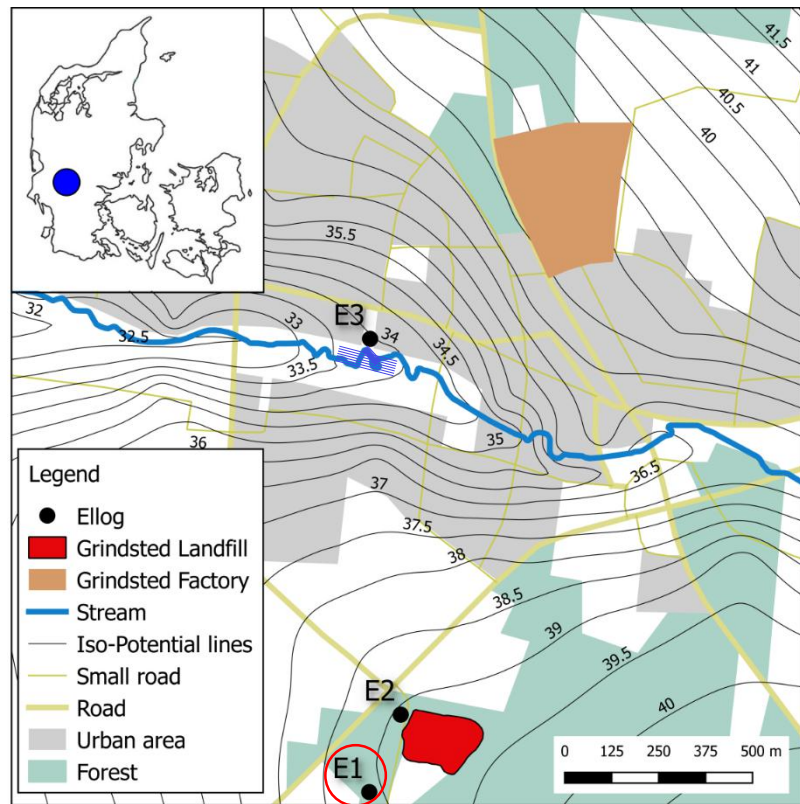 41.5
41
40.5
40
35.5
E3
34
32
33
32.5
34.5
33.5
35
36
36.5
37
37.5
38
38.5
39
39.5
40
E2
E1
Legend
Ellog
Grindsted Landfill
Grindsted Factory
Stream
Iso-Potential lines
Small road
Road
Urban area
Forest
0 125 250 375 500 m